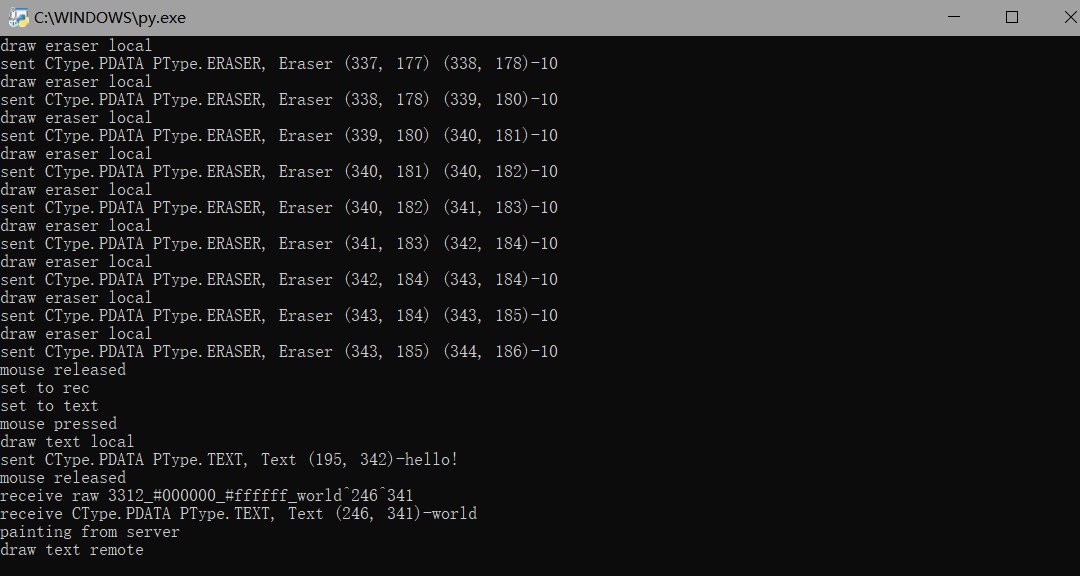 C:\WINDOWS\py.exe
draw eraser local
sent CType.PDATA PType.ERASER, Eraser (337, 177) (338, 178)-10
draw eraser local
sent CType.PDATA PType.ERASER, Eraser (338, 178) (339, 180)-10
draw eraser local
sent CType.PDATA PType.ERASER, Eraser (339, 180) (340, 181)-10
draw eraser local
sent CType.PDATA PType.ERASER, Eraser (340, 181) (340, 182)-10
draw eraser local
sent CType.PDATA PType.ERASER, Eraser (340, 182) (341, 183)-10
draw eraser local
sent CType.PDATA PType.ERASER, Eraser (341, 183) (342, 184)-10
draw eraser local
sent CType.PDATA PType.ERASER, Eraser (342, 184) (343, 184)-10
draw eraser local
sent CType.PDATA PType.ERASER, Eraser (343, 184) (343, 185)-10
draw eraser local
sent CType.PDATA PType.ERASER, Eraser (343, 185) (344, 186)-10
mouse released
set to rec
set to text
mouse pressed
draw text local
sent CType.PDATA PType.TEXT, Text (195, 342)-hello!
mouse released
receive raw 3312_#000000_#ffffff_world^246^341
receive CType.PDATA PType.TEXT, Text (246, 341)-world
painting from server
draw text remote